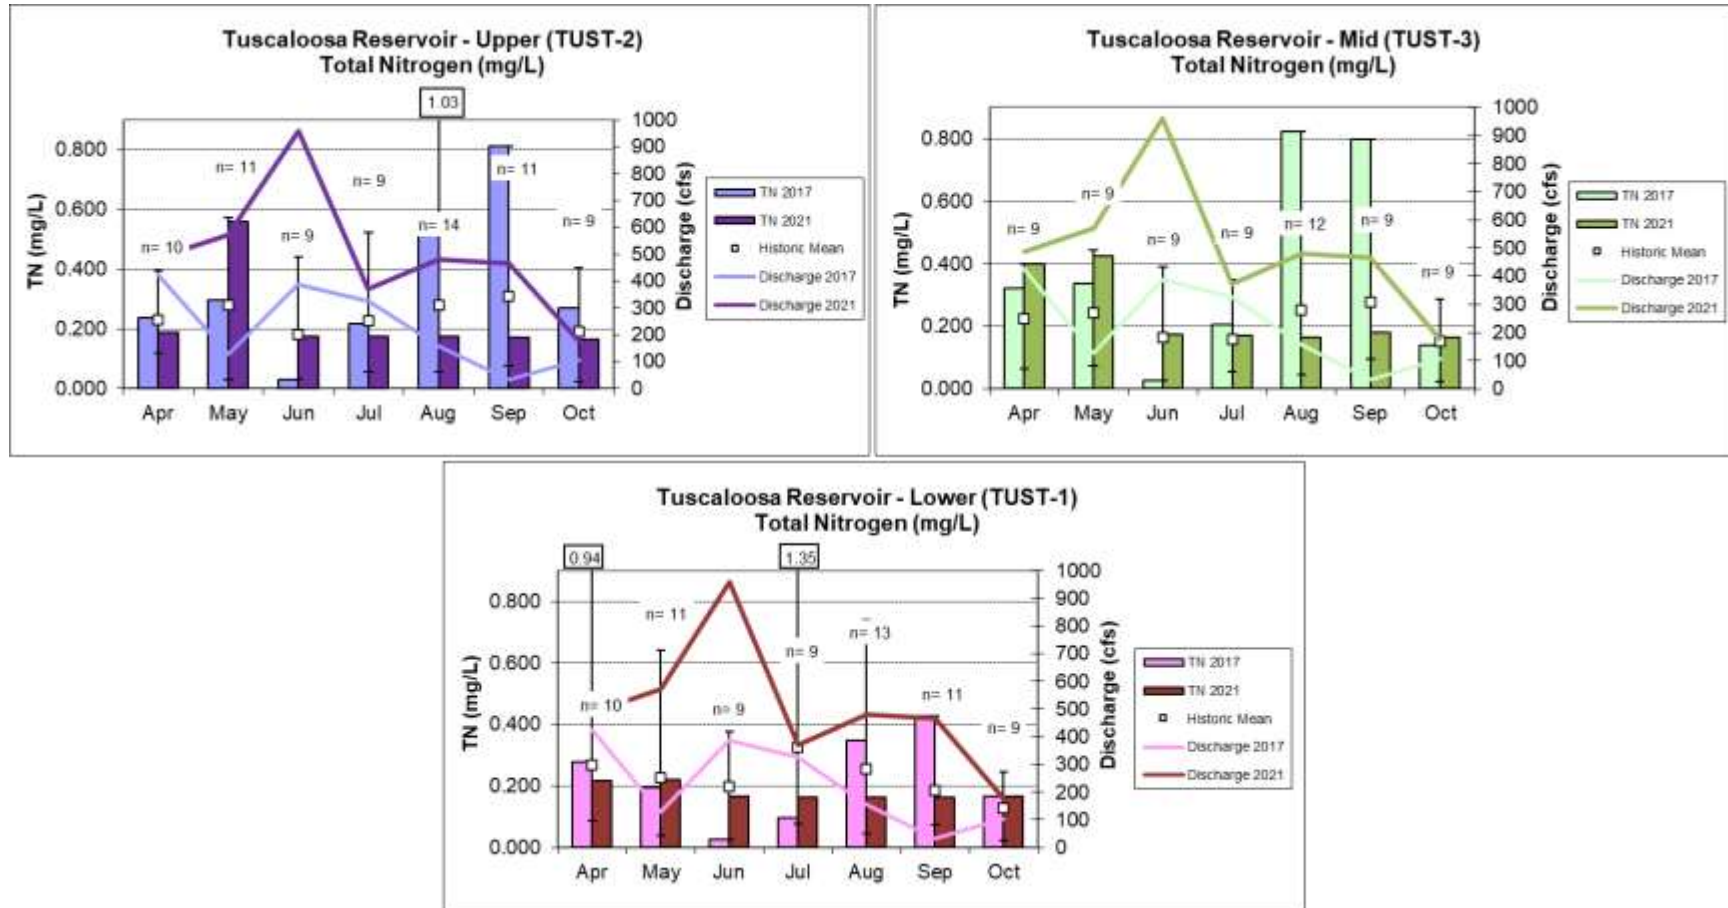 Tuscaloosa Reservoir - Upper (TUST-2)
Total Nitrogen (mg/L)
1.03
TN (mg/L)
0.800
0.600
0.400
0.200
0.000
n= 10
n= 11
n= 9
n= 9
n= 14
n= 11
n= 9
1000
900
800
700
600
500
400
300
200
100
0
Discharge (cfs)
Apr May Jun Jul Aug Sep Oct
TN 2017
TN 2021
Historic Mean
Discharge 2017
Discharge 2021
Tuscaloosa Reservoir - Mid (TUST-3)
Total Nitrogen (mg/L)
TN (mg/L)
0.800
0.600
0.400
0.200
0.000
n= 9
n= 9
n= 9
n= 9
n= 12
n= 9
n= 9
1000
900
800
700
600
500
400
300
200
100
0
Discharge (cfs)
Apr May Jun Jul Aug Sep Oct
TN 2017
TN 2021
Historic Mean
Discharge 2017
Discharge 2021
Tuscaloosa Reservoir - Lower (TUST-1)
Total Nitrogen (mg/L)
0.94
1.35
TN (mg/L)
0.800
0.600
0.400
0.200
0.000
n= 10
n= 11
n= 9
n= 9
n= 13
n= 11
n= 9
1000
900
800
700
600
500
400
300
200
100
0
Discharge (cfs)
Apr May Jun Jul Aug Sep Oct
TN 2017
TN 2021
Historic Mean
Discharge 2017
Discharge 2021